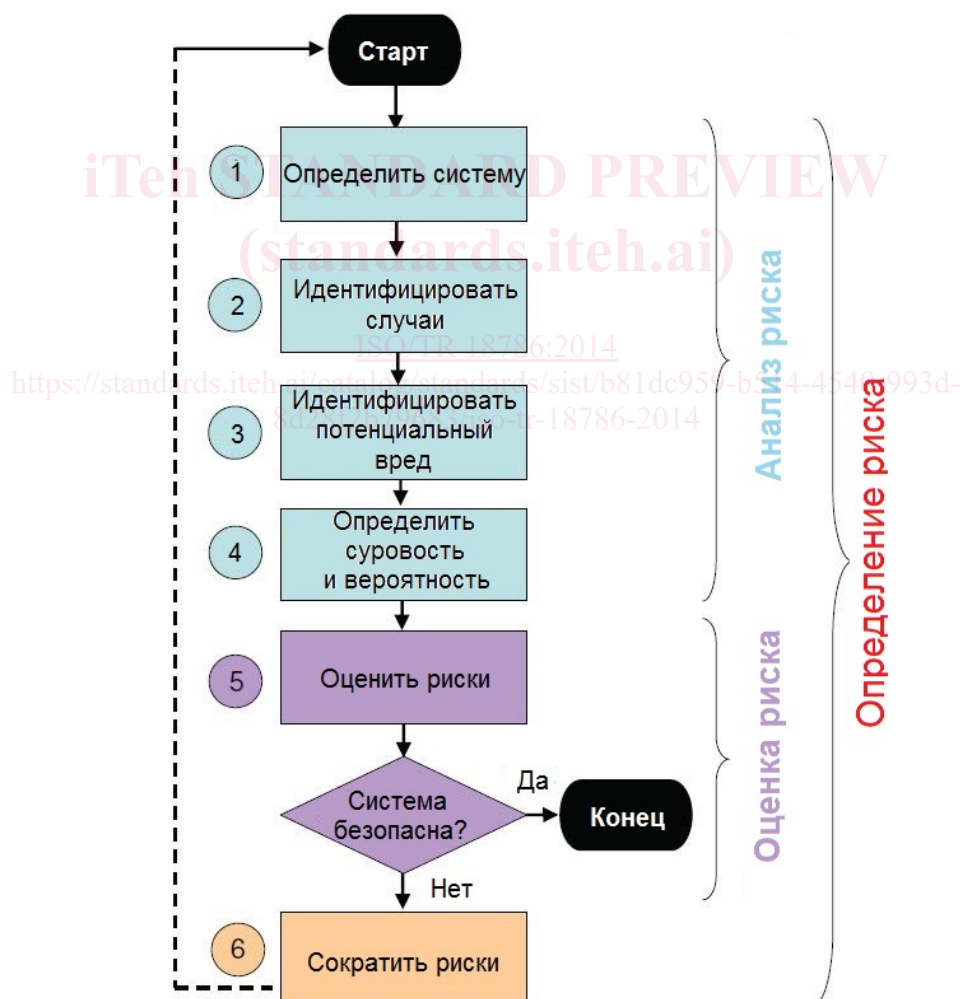 Старт
1
Определить систему
iTeh STANDARD PREVIEW
(standards.iteh.ai)
2
Идентифицировать
случаи
ISO/TR 18786:2014
3
Идентифицировать
потенциальный
вред
4
Определить
суровость
и вероятность
5
Оценить риски
Система
безопасна?
Да
Конец
Нет
6
Сократить риски
Анализ риска
Оценка риска
Определение риска